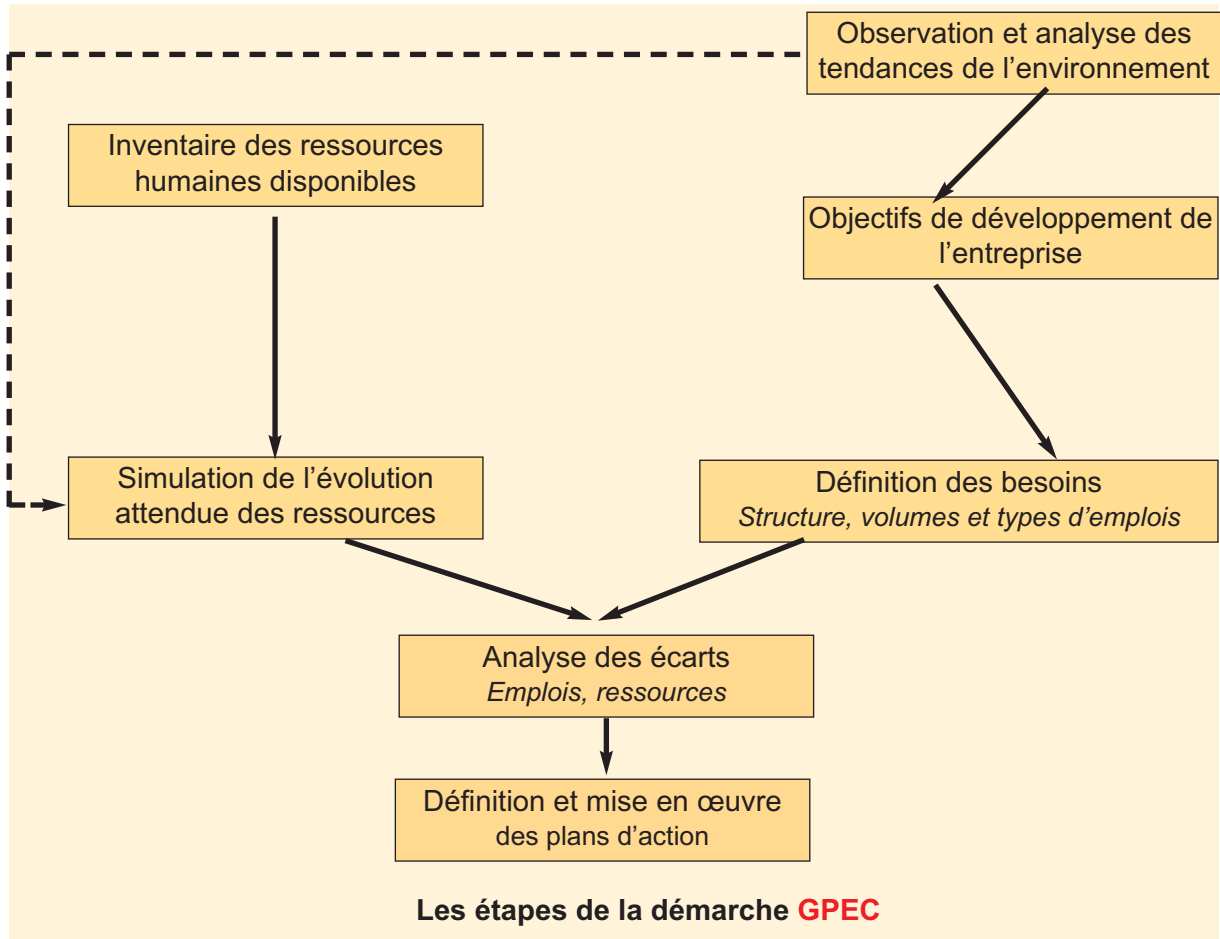 Observation et analyse des
tendances de l’environnement
Inventaire des ressources
humaines disponibles
Objectifs de développement de
l’entreprise
Simulation de l’évolution
attendue des ressources
Définition des besoins
Structure, volumes et types d’emplois
Analyse des écarts
Emplois, ressources
Définition et mise en œuvre
des plans d’action
Les étapes de la démarche GPEC